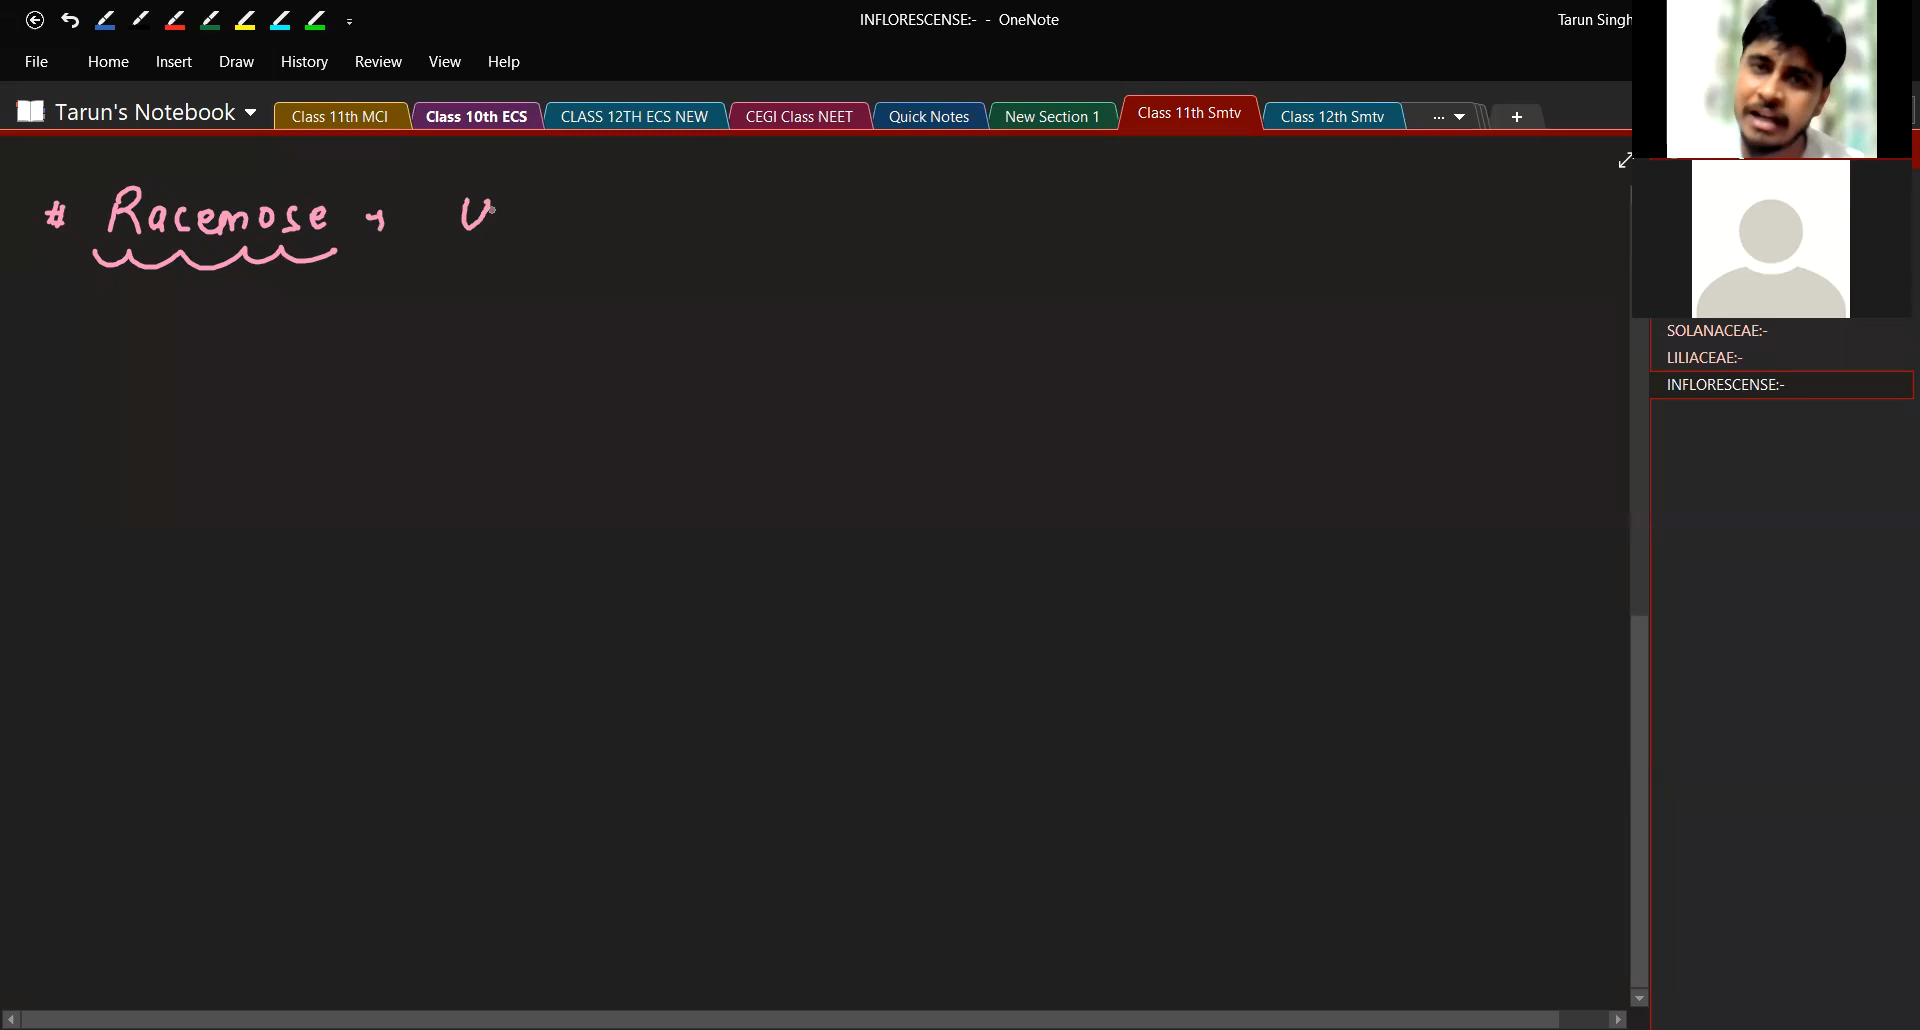 INFLORESCENSE:- - OneNote
Tarun Singh
File Home Insert Draw History Review View Help
Tarun's Notebook
Class 11th MCI
Class 10th ECS
CLASS 12TH ECS NEW
CEGI Class NEET
Quick Notes
New Section 1
Class 11th Smtv
Class 12th Smtv
... +
# Racemose → U
SOLANACEAE:-
LILIACEAE:-
INFLORESCENSE:-